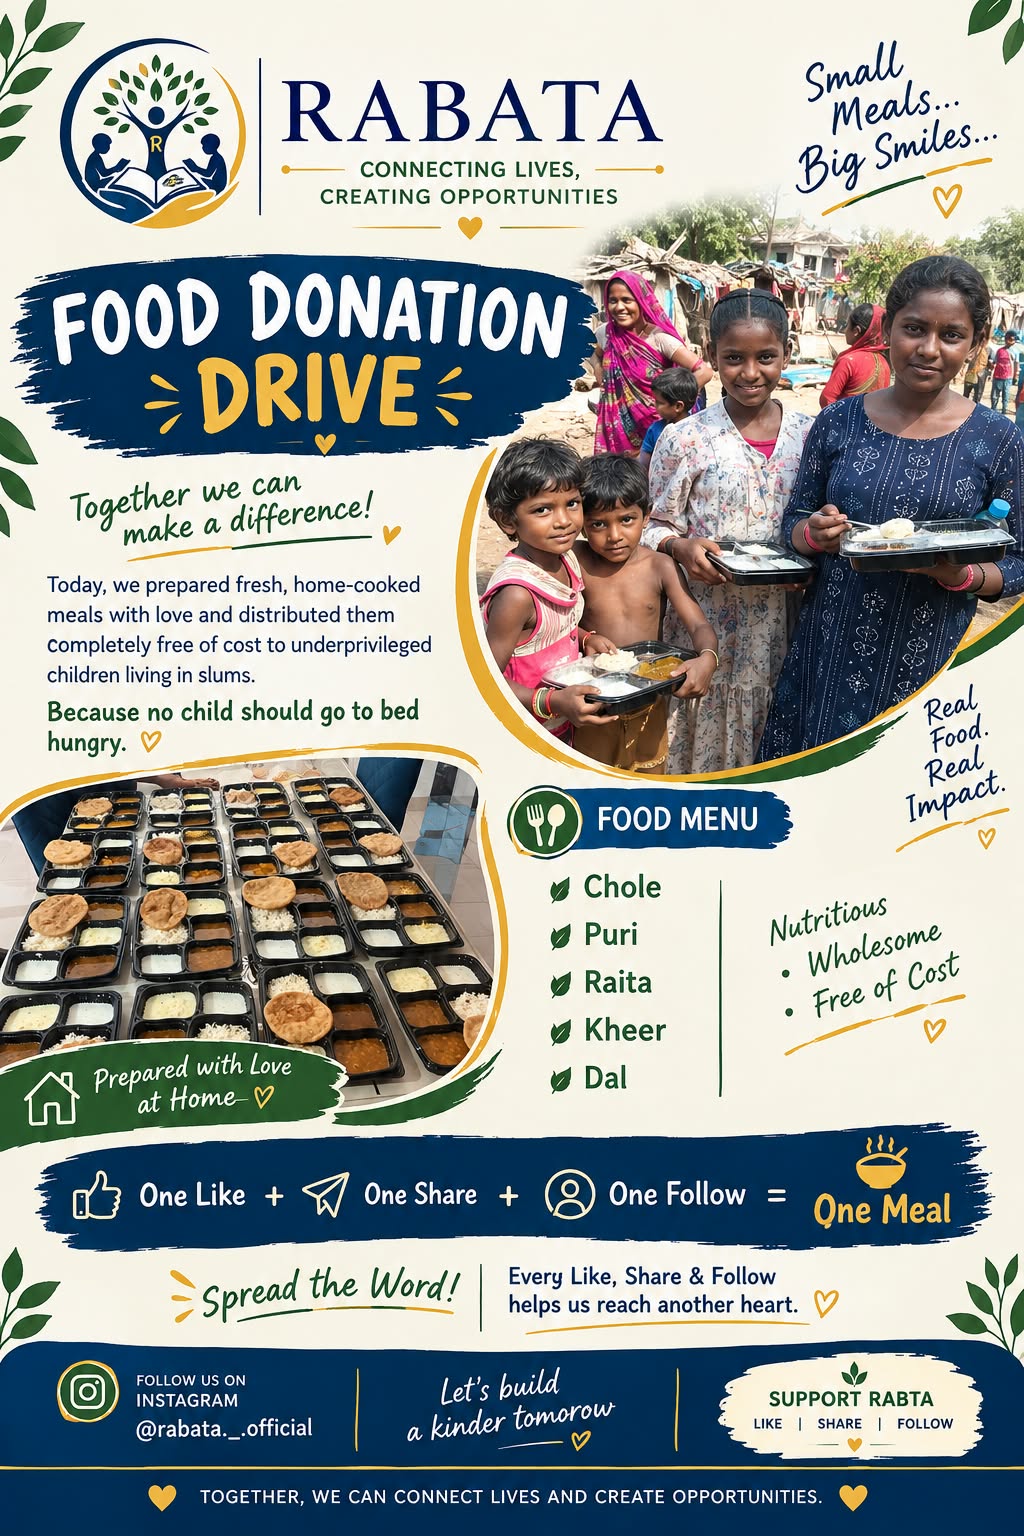 R
RABATA
CONNECTING LIVES,
CREATING OPPORTUNITIES
Small
Meals...
Big Smiles...
FOOD DONATION
DRIVE
Together we can
make a difference!
Today, we prepared fresh, home-cooked
meals with love and distributed them
completely free of cost to underprivileged
children living in slums.
Because no child should go to bed
hungry.
Real
Food.
Real
Impact.
FOOD MENU
Chole
Puri
Raita
Kheer
Dal
Nutritious
• Wholesome
• Free of Cost
Prepared with Love
at Home
One Like + One Share + One Follow = One Meal
Spread the Word!
Every Like, Share & Follow
helps us reach another heart.
FOLLOW US ON
INSTAGRAM
@rabata._.official
Let's build
a kinder tomorow
SUPPORT RABTA
LIKE | SHARE | FOLLOW
TOGETHER, WE CAN CONNECT LIVES AND CREATE OPPORTUNITIES.